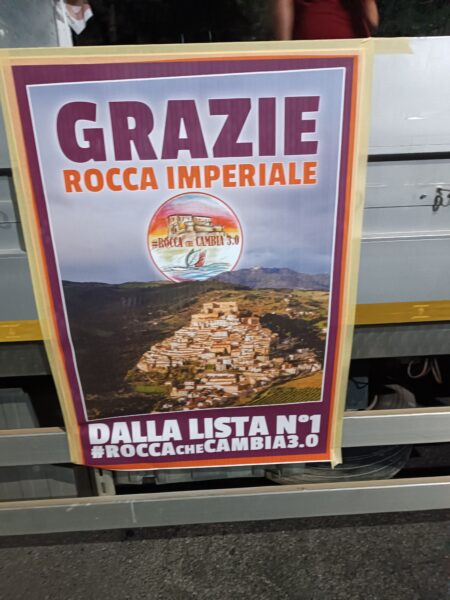 GRAZIE
ROCCA IMPERIALE
#ROCCA CHE CAMBIA 3.0
DALLA LISTA N°1
#ROCCACHECAMBIA3.0